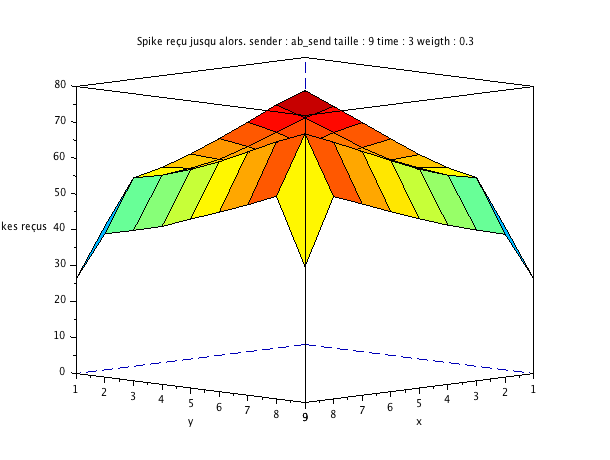 Spike reçu jusqu alors. sender : ab_send taille : 9 time : 3 weigth : 0.3
80
70
60
50
kes reçus 40
30
20
10
0
1 2 3 4 5 6 7 8 9 8 7 6 5 4 3 2 1
y x